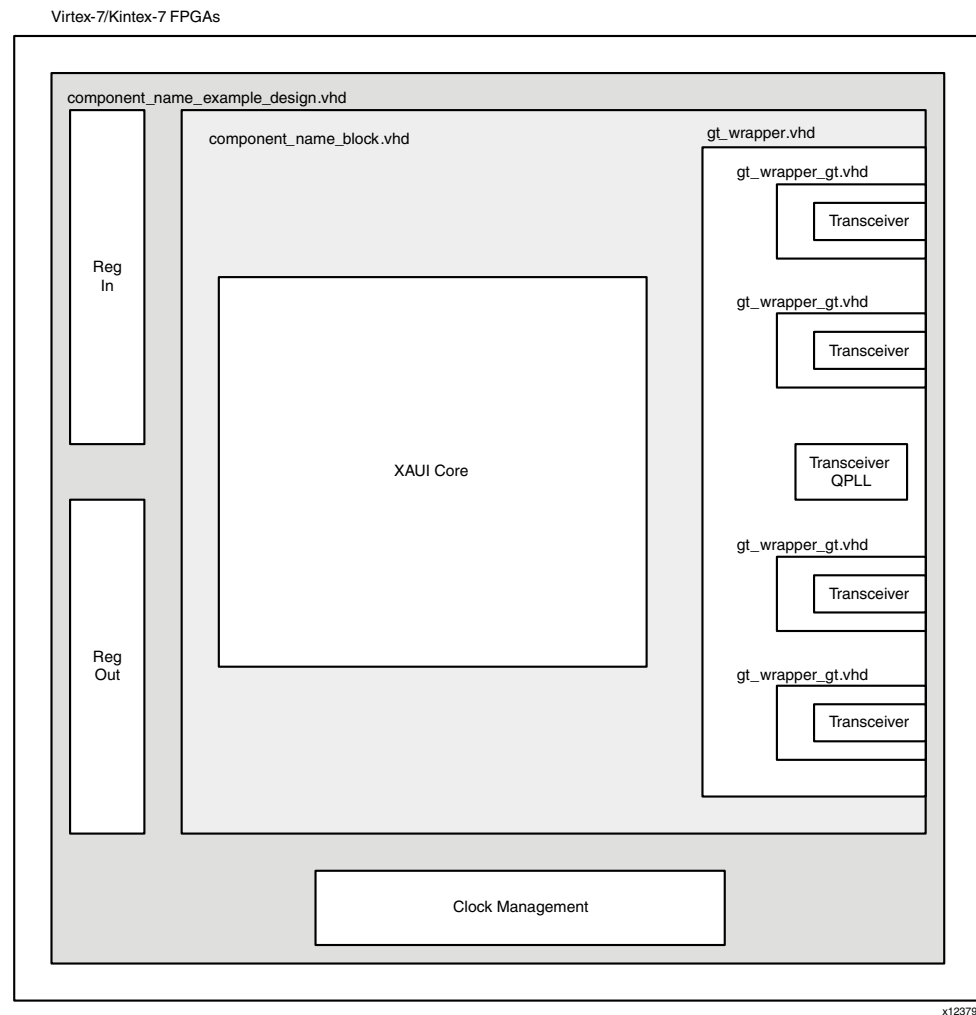 Virtex-7/Kintex-7 FPGAs
component_name_example_design.vhd
component_name_block.vhd
gt_wrapper.vhd
gt_wrapper_gt.vhd
Transceiver
Reg
In
gt_wrapper_gt.vhd
Transceiver
XAUI Core
Transceiver
QPLL
gt_wrapper_gt.vhd
Transceiver
Reg
Out
gt_wrapper_gt.vhd
Transceiver
Clock Management
x12379